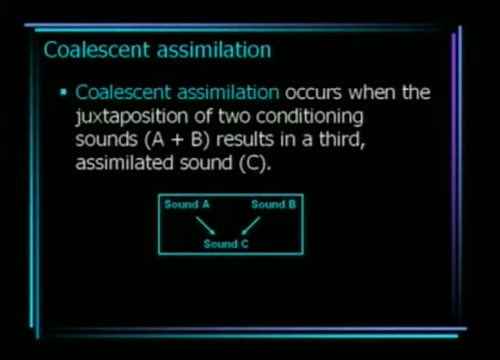 Coalescent assimilation
▪ Coalescent assimilation occurs when the
juxtaposition of two conditioning
sounds (A + B) results in a third,
assimilated sound (C).
Sound A Sound B
Sound C